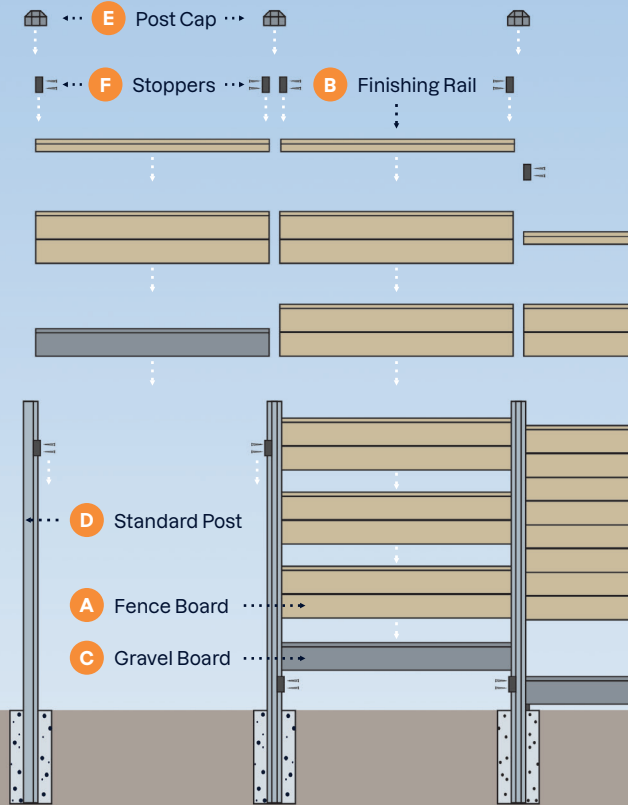 E Post Cap
F Stoppers
B Finishing Rail
D Standard Post
A Fence Board
C Gravel Board